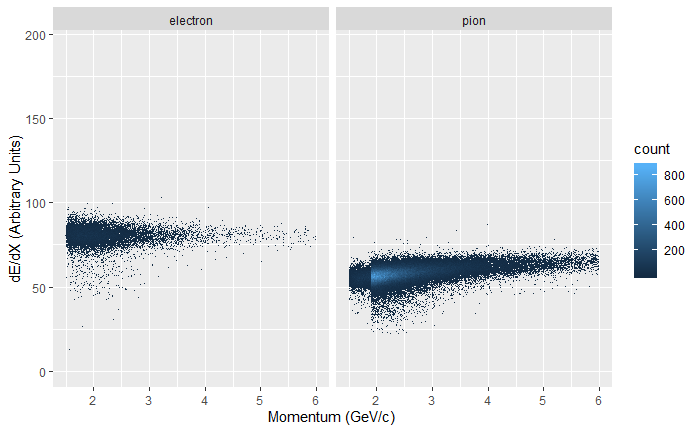 electron
pion
200
150
100
50
0
dE/dX (Arbitrary Units)
2 3 4 5 6
2 3 4 5 6
Momentum (GeV/c)
count
800
600
400
200